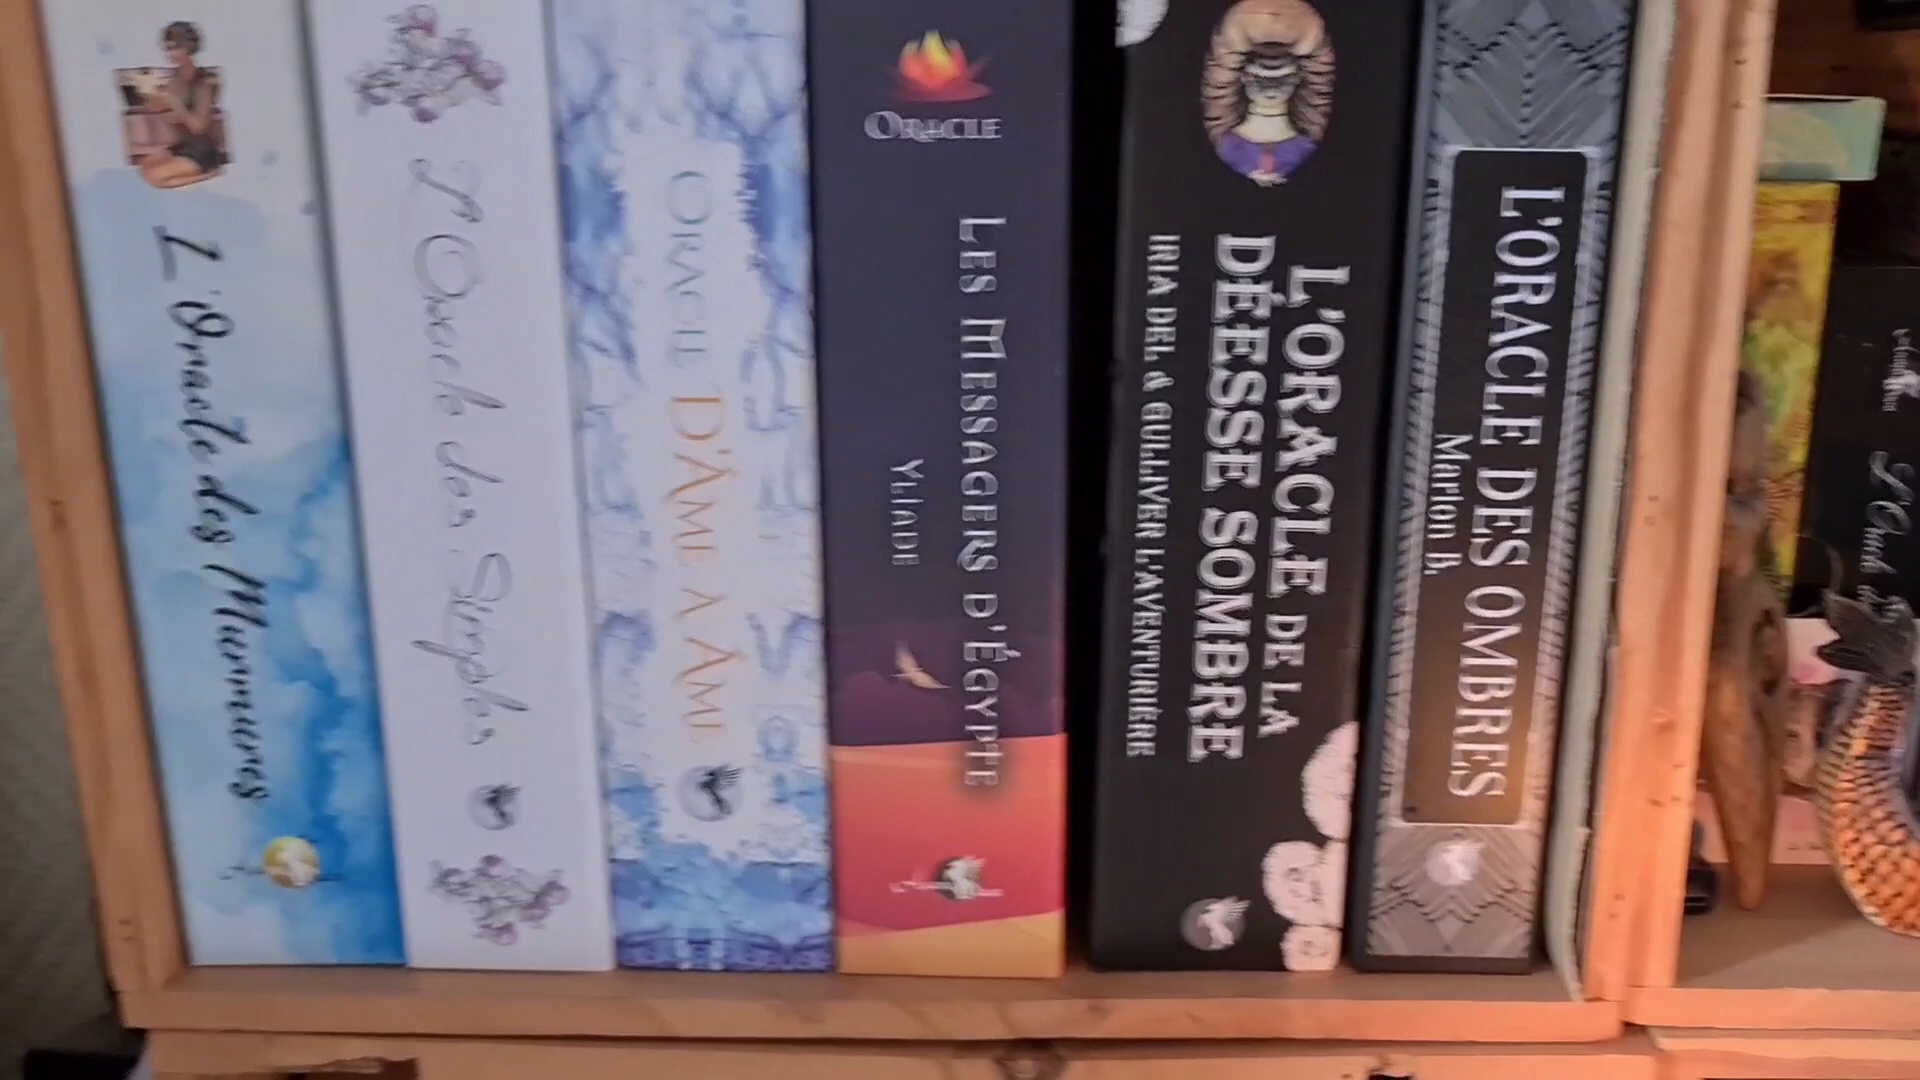 L'Oracle des Murmures
L'Oracle des Simples
ORACLE D'ÂME À ÂME
ORACLE
LES MESSAGERS D'ÉGYPTE
YLIADE
L'ORACLE DE LA
DÉESSE SOMBRE
IRIA DEL & GULLIVER L'AVENTURIÈRE
L'ORACLE DES OMBRES
Marion B.